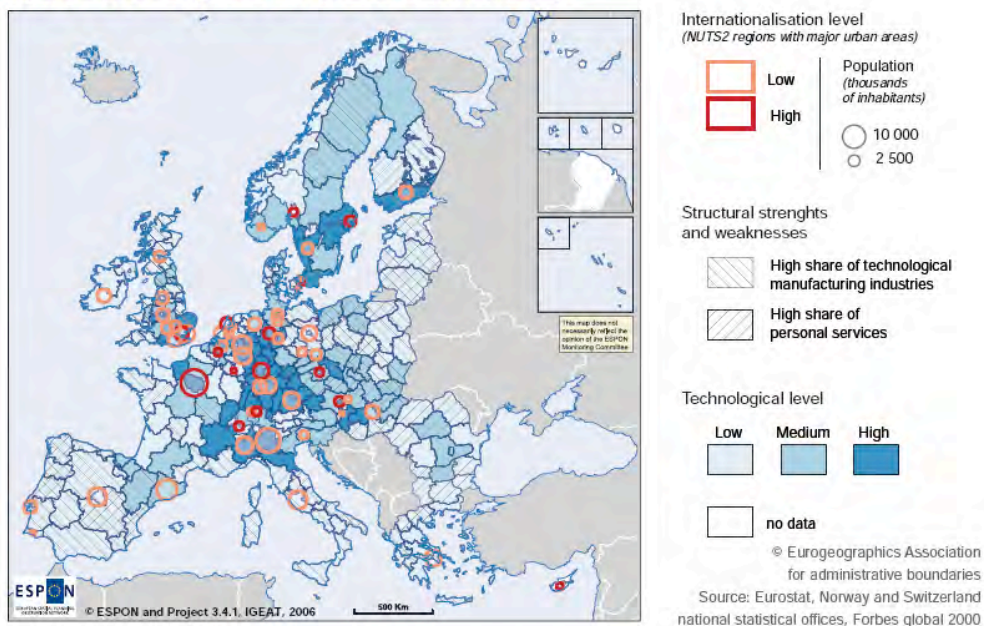 Internationalisation level
(NUTS2 regions with major urban areas)
Low
High
Population
(thousands
of inhabitants)
10 000
2 500
Structural strenghts
and weaknesses
High share of technological
manufacturing industries
High share of
personal services
This map does not
necessarily reflect the
opinion of the ESPON
Monitoring Committee
Technological level
Low Medium High
no data
© Eurogeographics Association
for administrative boundaries
Source: Eurostat, Norway and Switzerland
national statistical offices, Forbes global 2000
ESPON
© ESPON and Project 3.4.1, IGEAT, 2006
500 Km